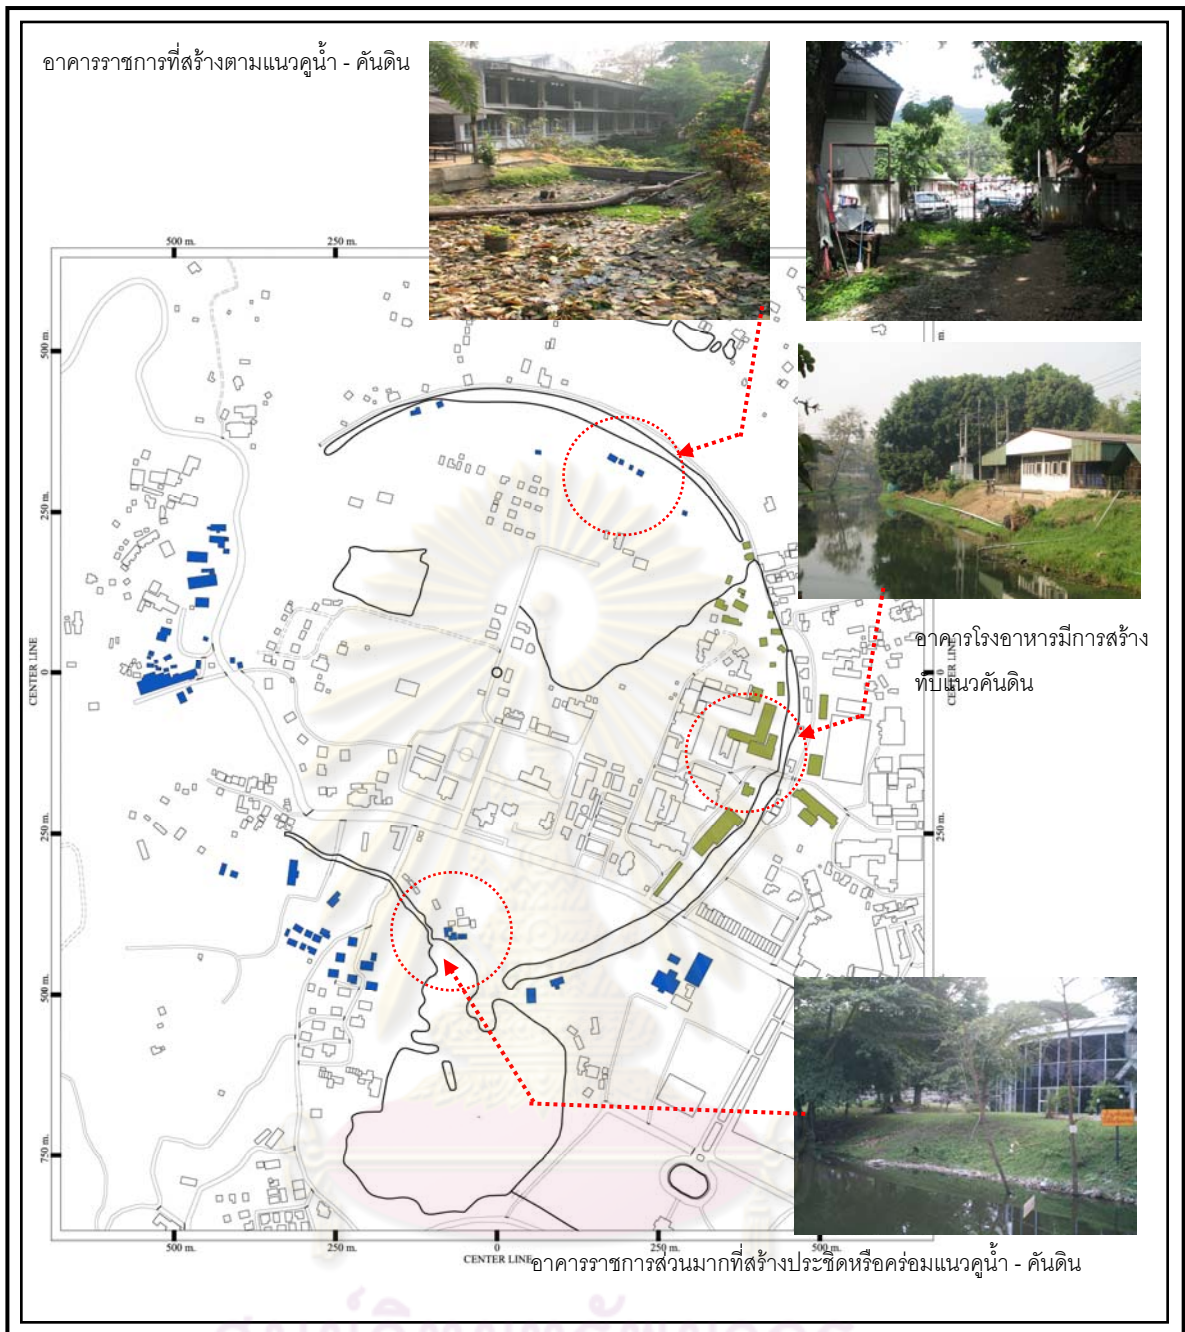 อาคารราชการที่สร้างตามแนวคูน้ำ - คันดิน
500 m.
250 m.
500 m.
m.
250 m.
อาคารโรงอาหารมีการสร้าง
ทับแนวคันดิน
CENTER LINE
0
0
CENTER LINE
250 m.
250 m.
500 m.
500
750 m.
500 m.
250 m.
0
250 m.
500 m.
CENTER LINE
อาคารราชการส่วนมากที่สร้างประชิดหรือคร่อมแนวคูน้ำ - คันดิน